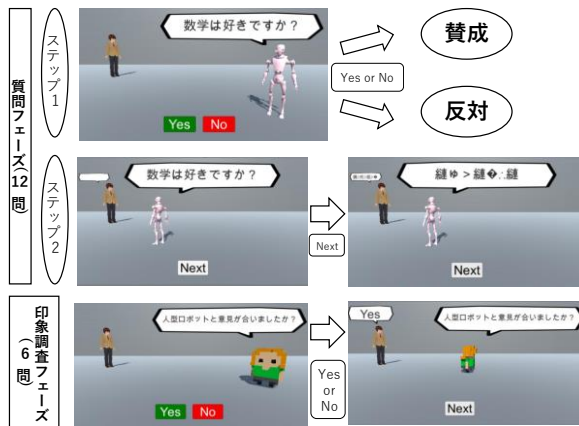 質問フェーズ(12問)
ステップ1
数学は好きですか?
Yes No
Yes or No
賛成
反対
ステップ2
数学は好きですか?
Next
Next
縺ゅ>縺�∴縺
Next
印象調査フェーズ
(6問)
人型ロボットと意見が合いましたか?
Yes No
Yes
or
No
Yes
人型ロボットと意見が合いましたか?
Next